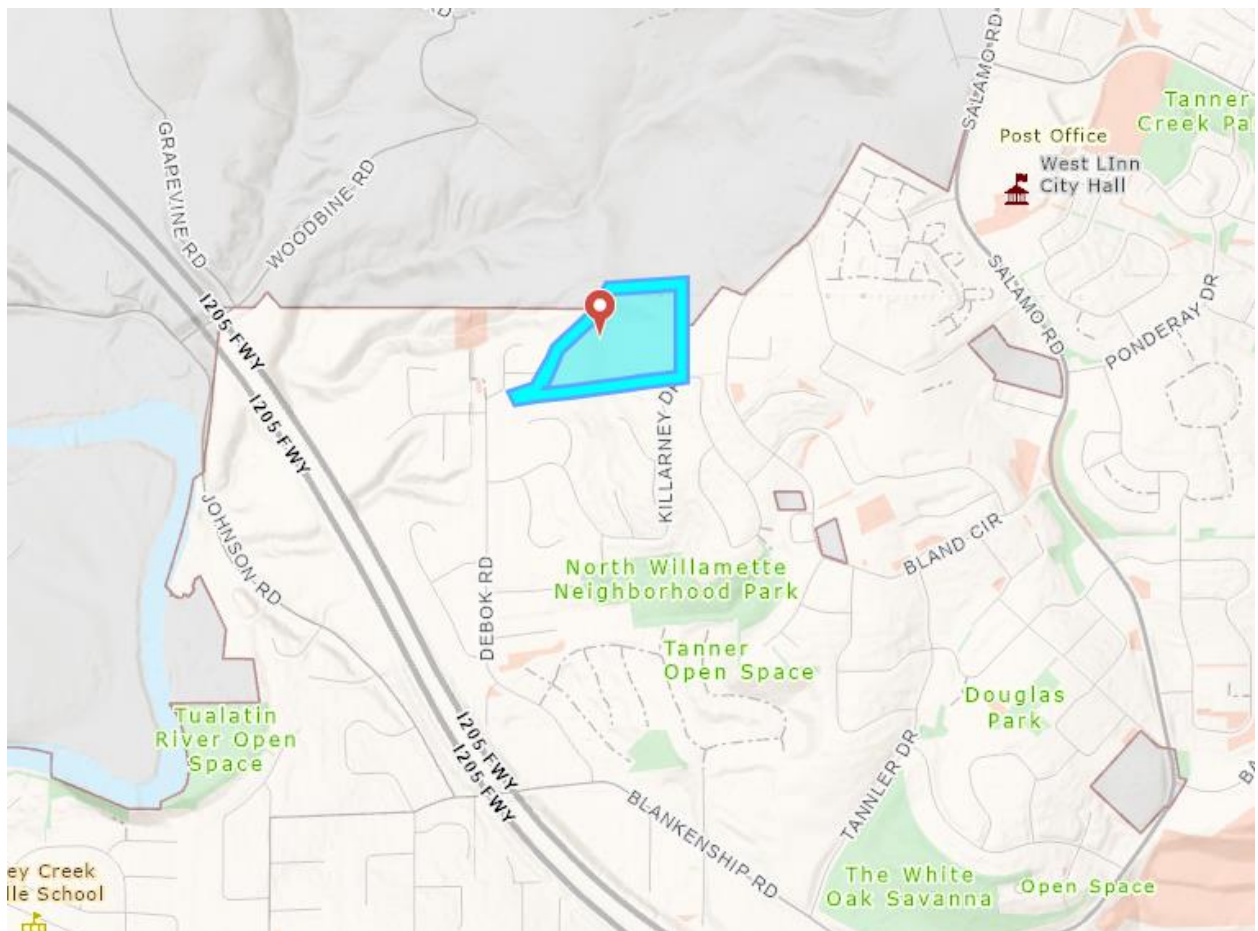 SALAMO RD
Tanner
Creek Pa
Post Office
West LInn
City Hall
GRAPEVINE RD
WOODBINE RD
SALAMO RD
PONDERAY DR
I205 FWY
I205 FWY
KILLARNEY DR
JOHNSON RD
BLAND CIR
North Willamette
Neighborhood Park
DEBOK RD
Tanner
Open Space
Douglas
Park
Tualatin
River Open
Space
I205 FWY
I205 FWY
TANNLER DR
BA
BLANKENSHIP RD
ey Creek
lle School
The White
Oak Savanna
Open Space